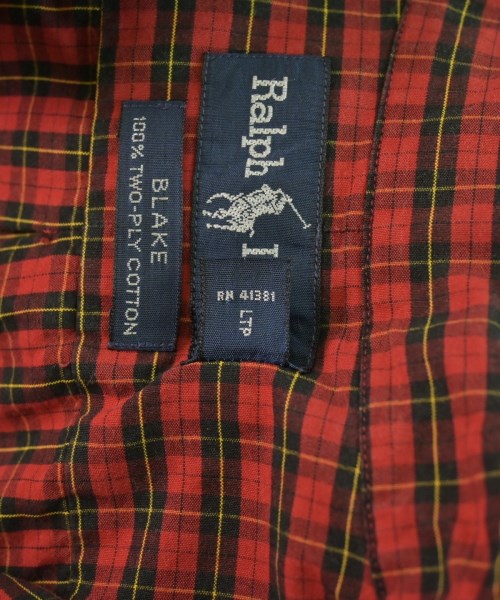 Ralph L
RN 41381
LTP
BLAKE
100% TWO-PLY COTTON